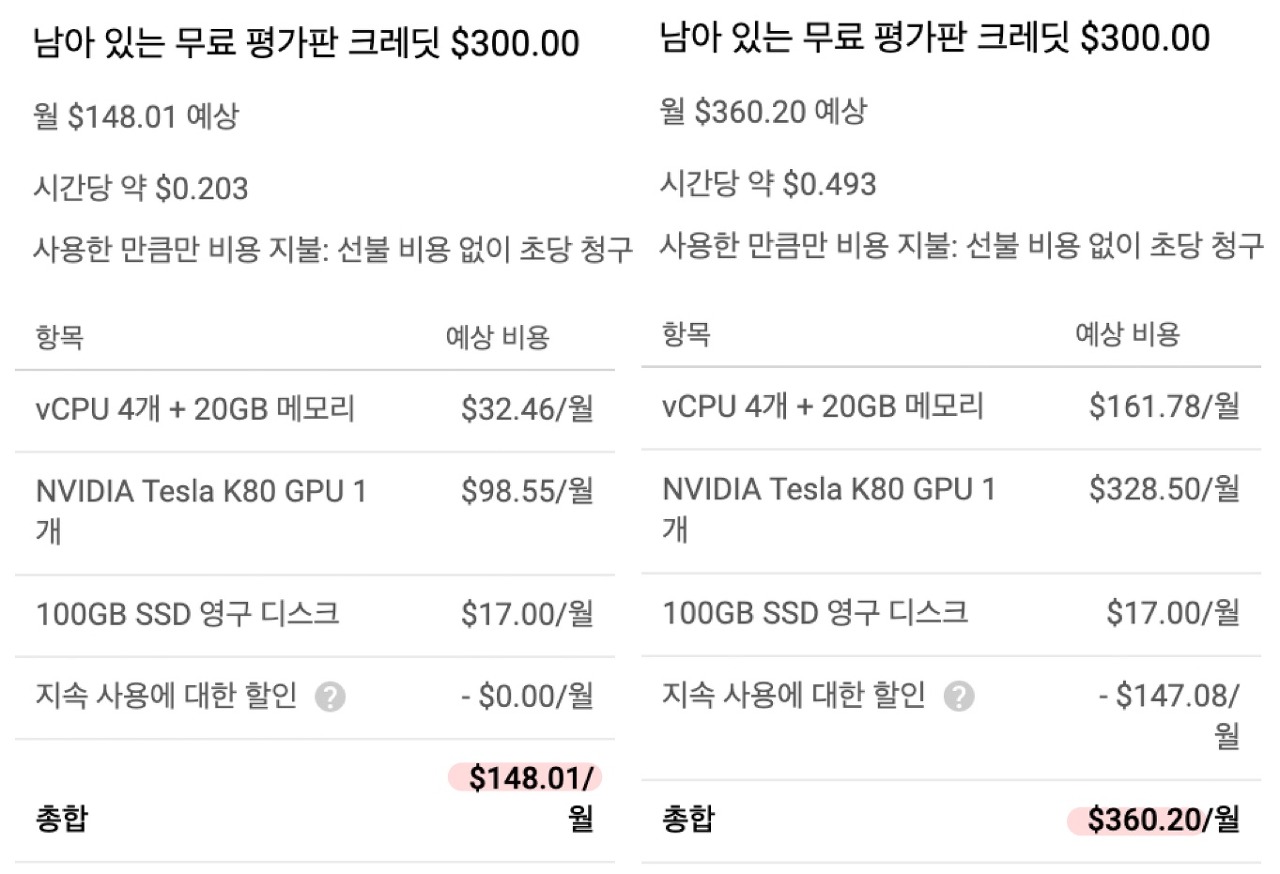 남아 있는 무료 평가판 크레딧 $300.00
월 $148.01 예상
시간당 약 $0.203
사용한 만큼만 비용 지불: 선불 비용 없이 초당 청구
항목 예상 비용
vCPU 4개 + 20GB 메모리 $32.46/월
NVIDIA Tesla K80 GPU 1 $98.55/월
개
100GB SSD 영구 디스크 $17.00/월
지속 사용에 대한 할인 ? - $0.00/월
$148.01/
총합 월
남아 있는 무료 평가판 크레딧 $300.00
월 $360.20 예상
시간당 약 $0.493
사용한 만큼만 비용 지불: 선불 비용 없이 초당 청구
항목 예상 비용
vCPU 4개 + 20GB 메모리 $161.78/월
NVIDIA Tesla K80 GPU 1 $328.50/월
개
100GB SSD 영구 디스크 $17.00/월
지속 사용에 대한 할인 ? - $147.08/
월
총합 $360.20/월